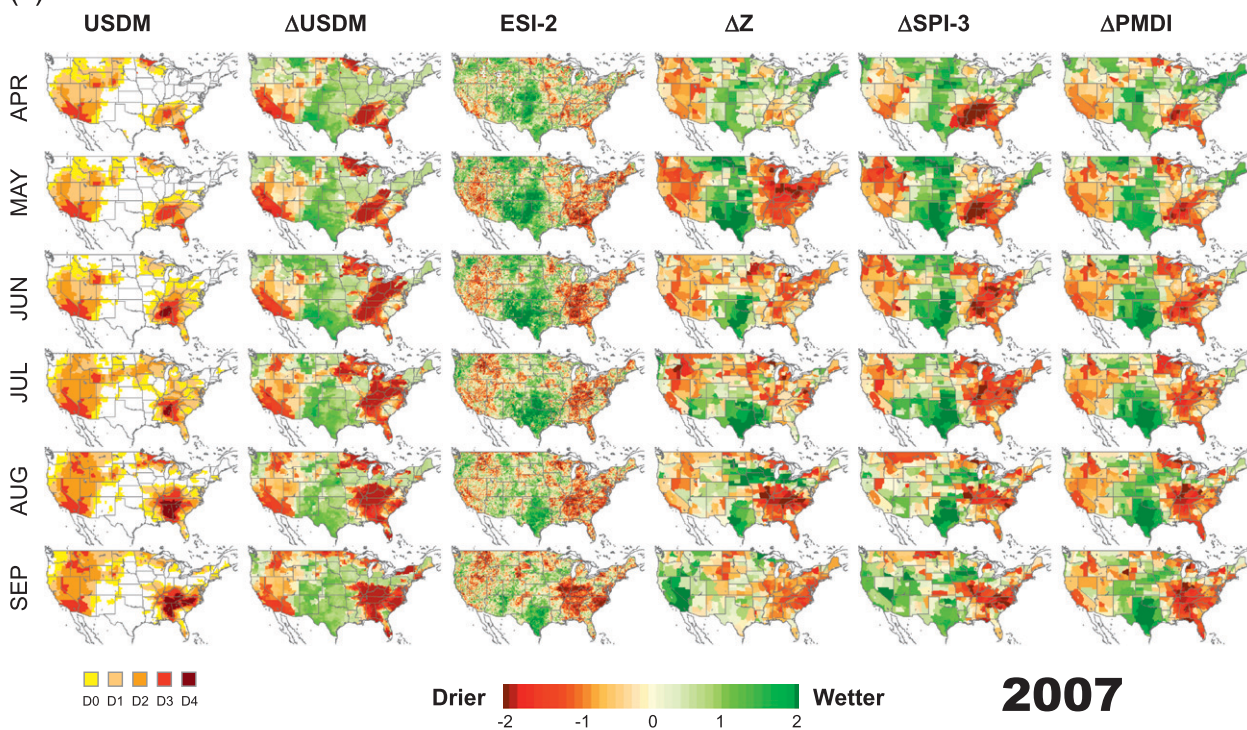 USDM ΔUSDM ESI-2 ΔZ ΔSPI-3 ΔPMDI
APR
MAY
JUN
JUL
AUG
SEP
D0 D1 D2 D3 D4
Drier Wetter
-2 -1 0 1 2
2007